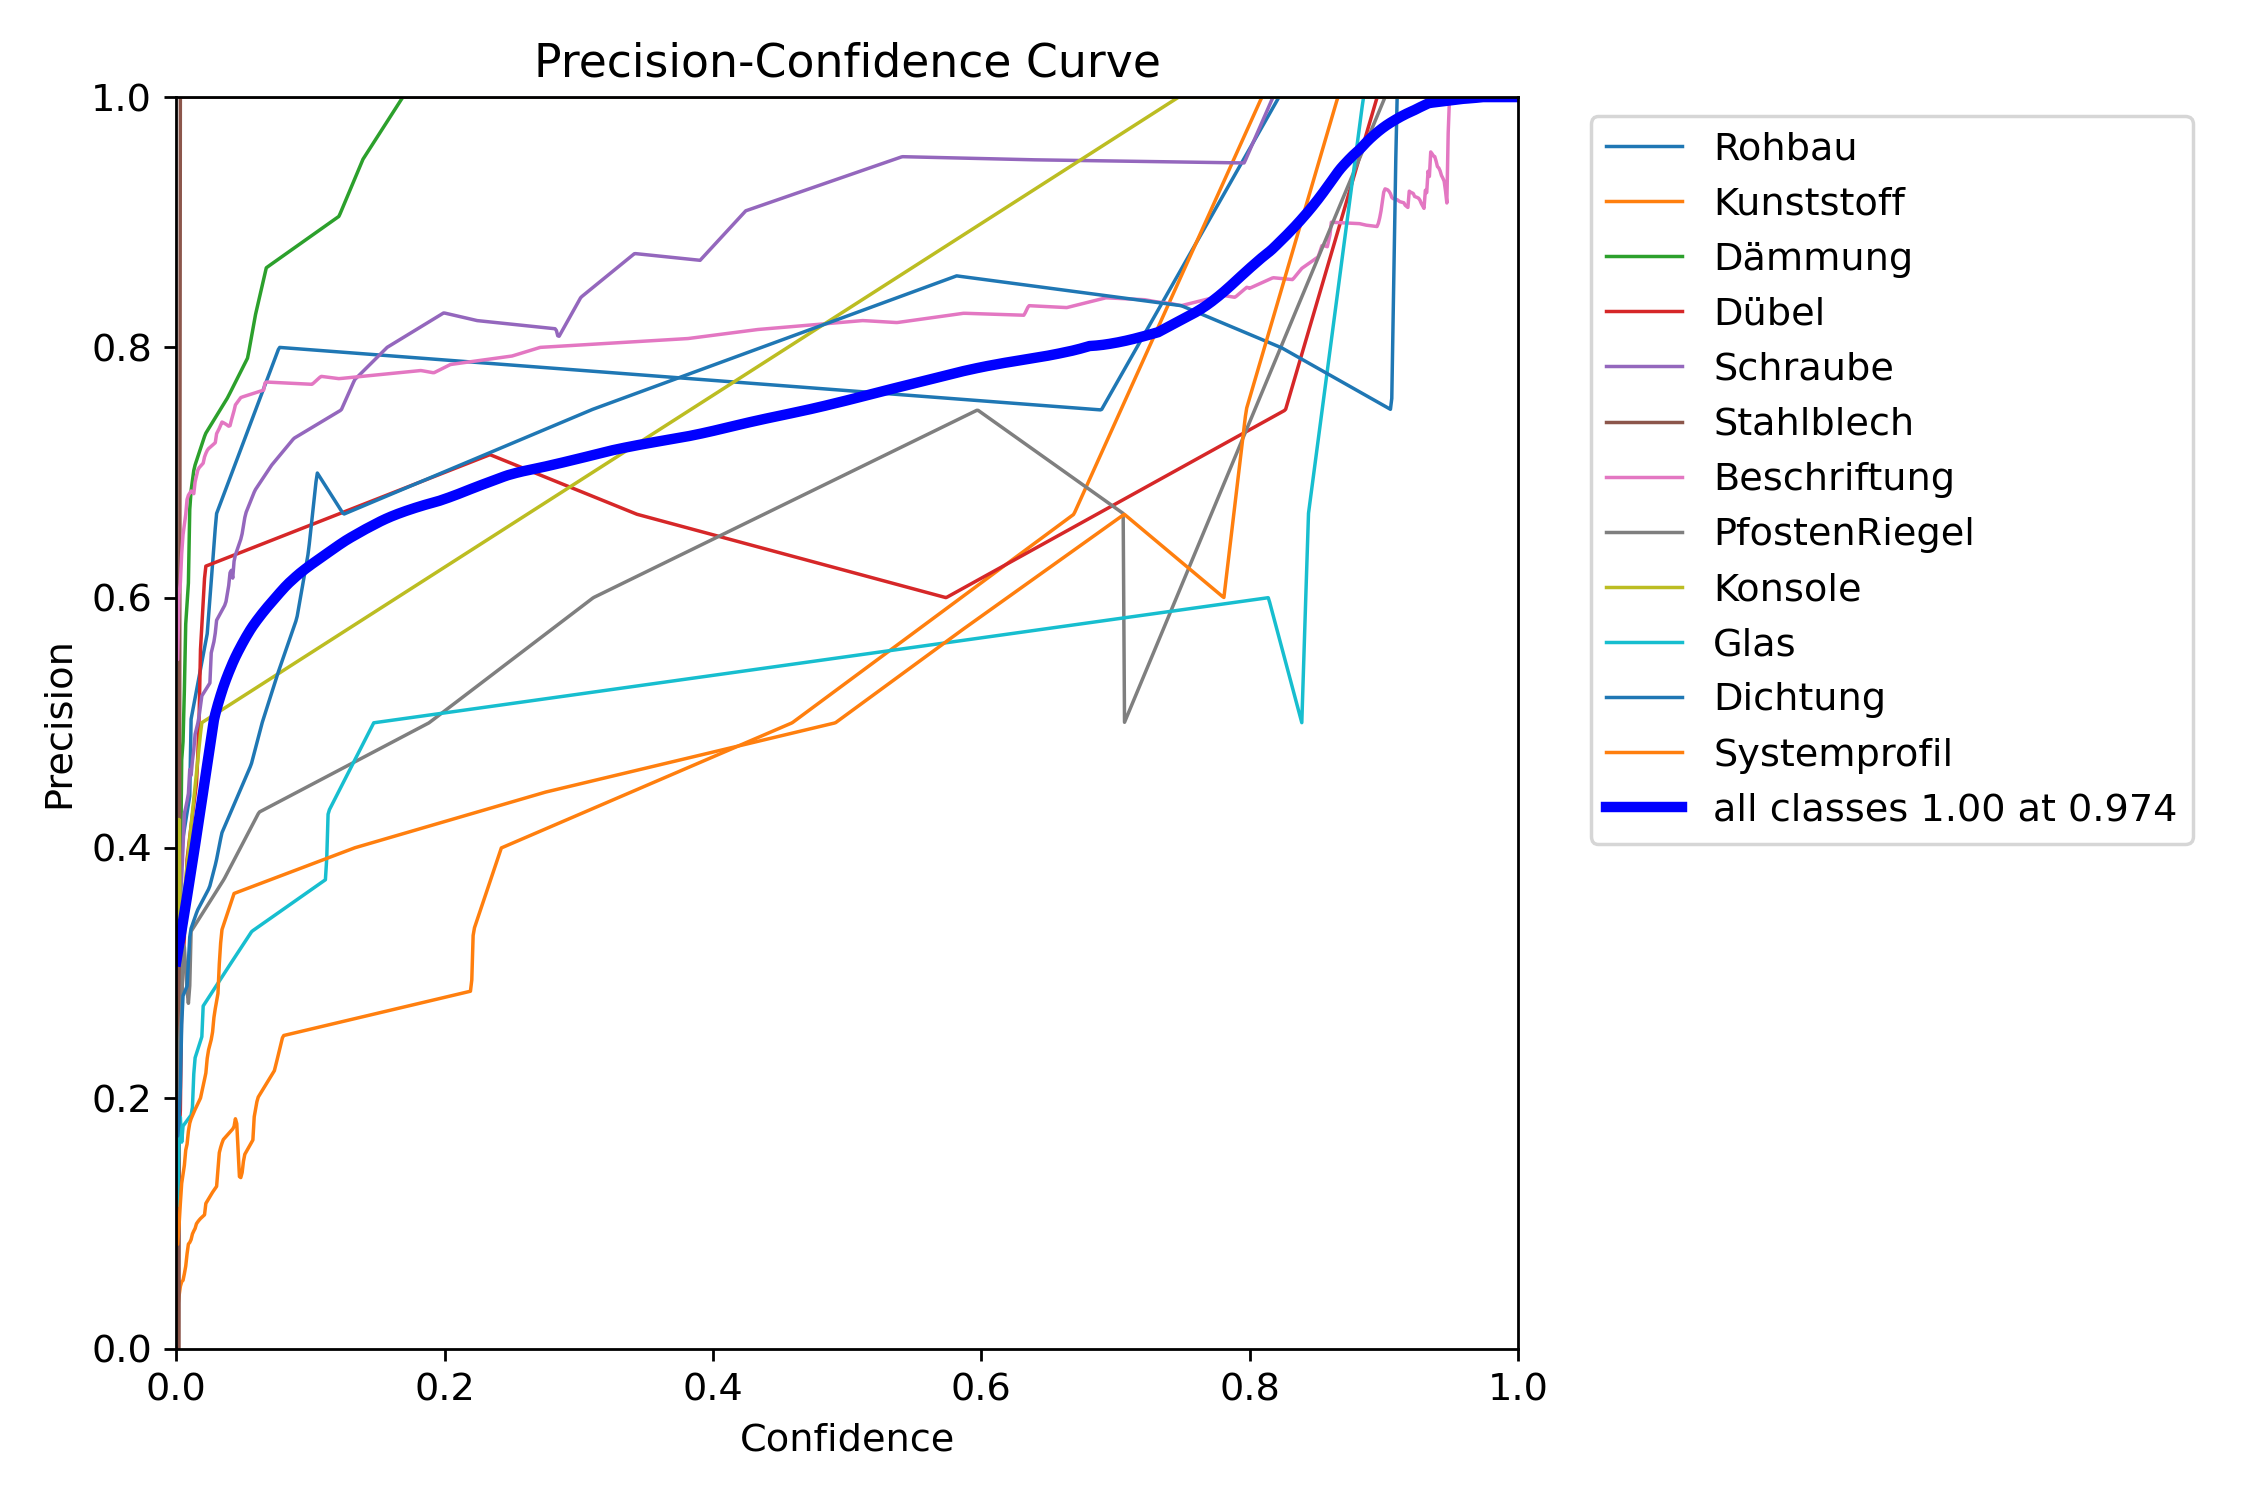 Precision-Confidence Curve
1.0
0.8
0.6
0.4
0.2
0.0
Precision
0.0 0.2 0.4 0.6 0.8 1.0
Confidence
Rohbau
Kunststoff
Dämmung
Dübel
Schraube
Stahlblech
Beschriftung
PfostenRiegel
Konsole
Glas
Dichtung
Systemprofil
all classes 1.00 at 0.974